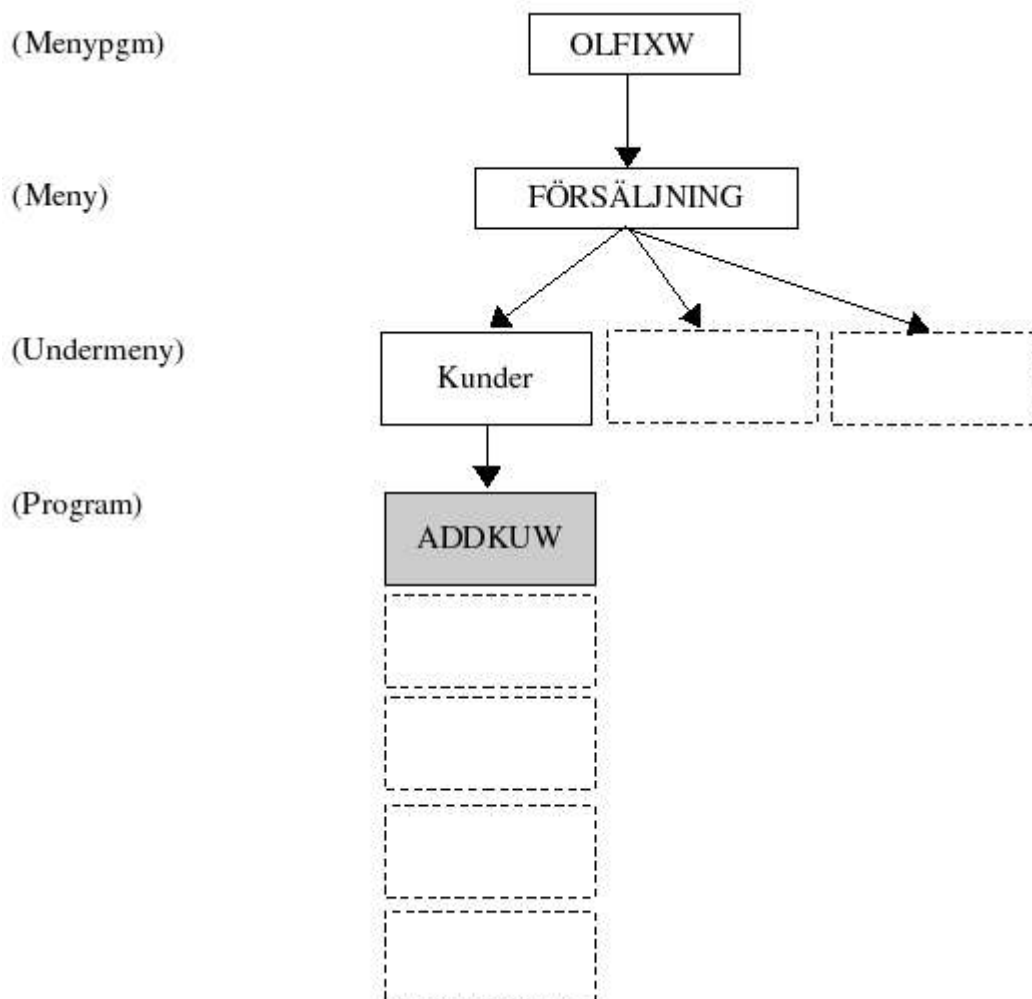 (Menypgm)
OLFIXW
(Meny)
FÖRSÄLJNING
(Undermeny)
Kunder
(Program)
ADDKUW